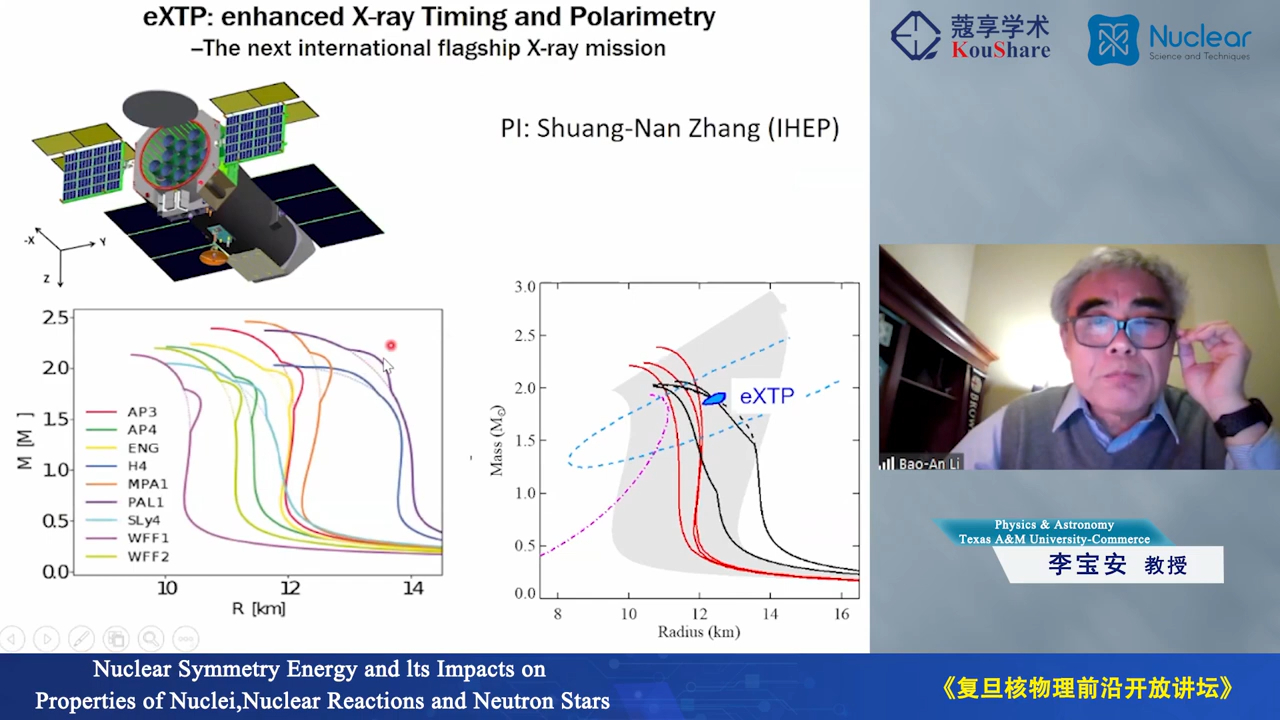 eXTP: enhanced X-ray Timing and Polarimetry
–The next international flagship X-ray mission
PI: Shuang-Nan Zhang (IHEP)
-X
Y
Z
2.5
2.0
1.5
1.0
0.5
0.0
M [M ]
AP3
AP4
ENG
H4
MPA1
PAL1
SLy4
WFF1
WFF2
10
12
14
R [km]
3.0
2.5
2.0
1.5
1.0
0.5
0.0
Mass (M☉)
eXTP
8
10
12
14
16
Radius (km)
蔻享学术
KouShare
Nuclear
Science and Techniques
BROW
Bao-An Li
Physics & Astronomy
Texas A&M University-Commerce
李宝安 教授
Nuclear Symmetry Energy and lts Impacts on
Properties of Nuclei,Nuclear Reactions and Neutron Stars
《复旦核物理前沿开放讲坛》